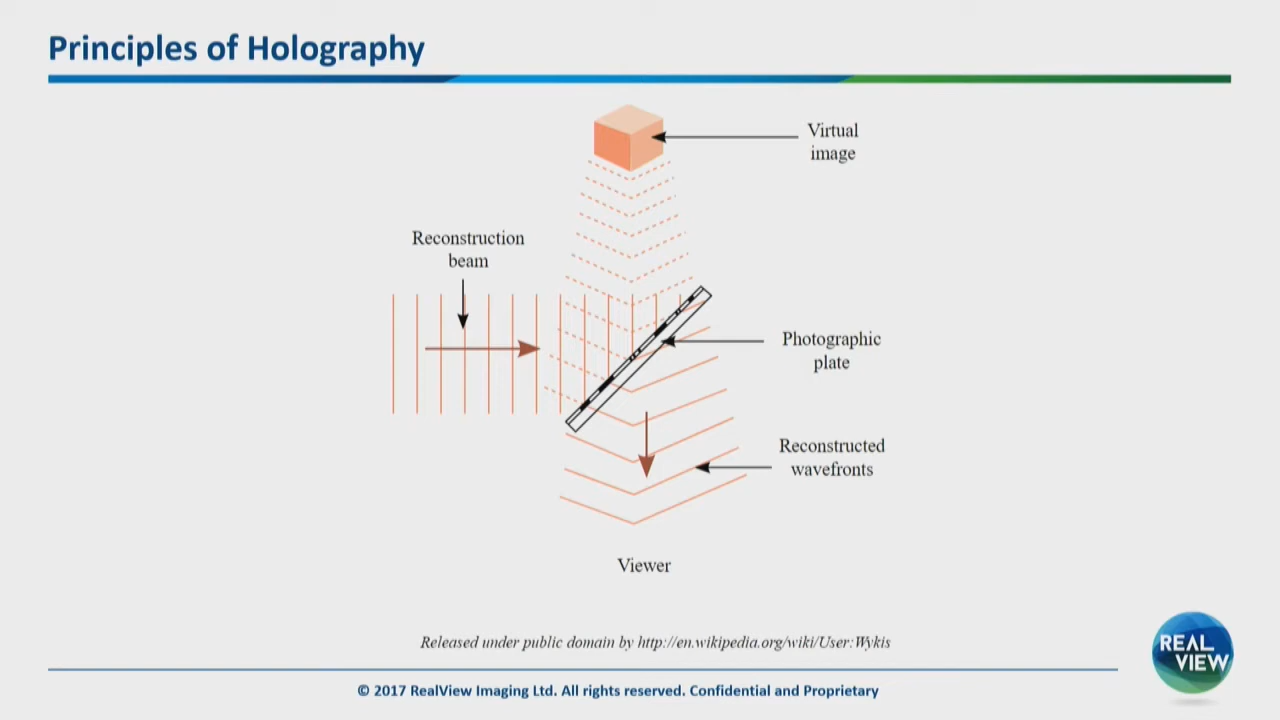 Principles of Holography
Virtual
image
Reconstruction
beam
Photographic
plate
Reconstructed
wavefronts
Viewer
Released under public domain by http://en.wikipedia.org/wiki/User:Wykis
REAL
VIEW
© 2017 RealView Imaging Ltd. All rights reserved. Confidential and Proprietary